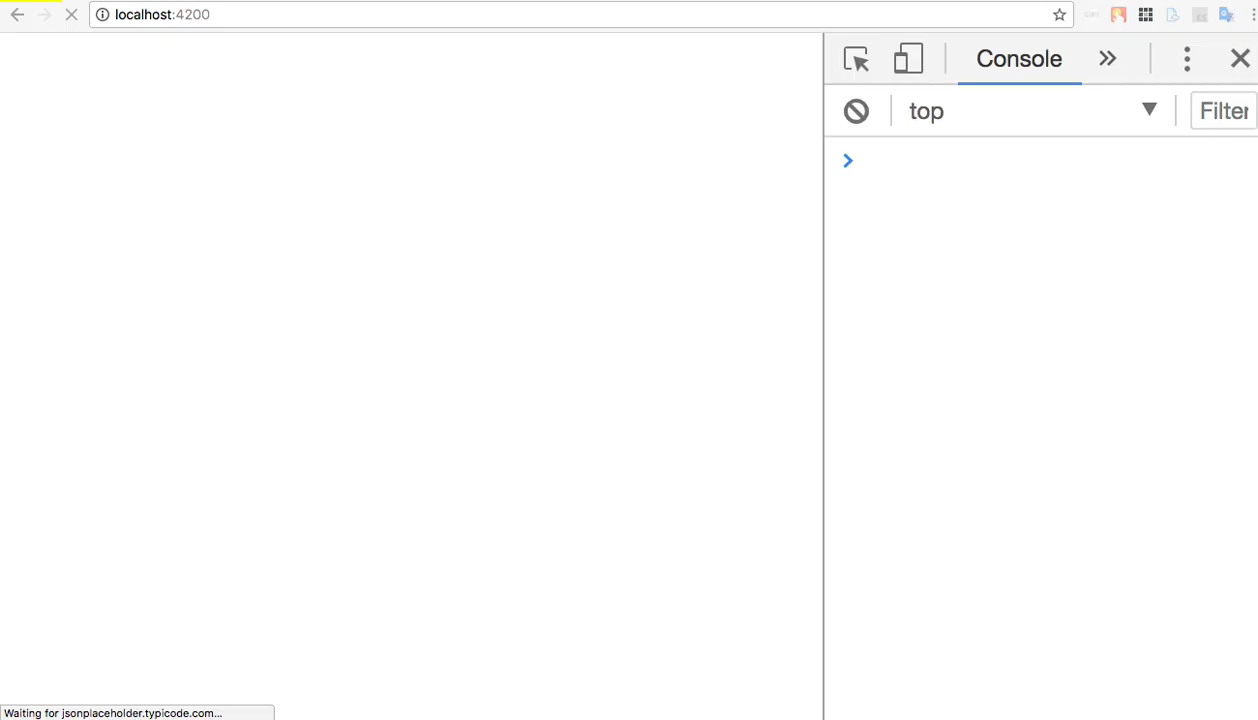 localhost:4200
Console
top
Filter
Waiting for jsonplaceholder.typicode.com...